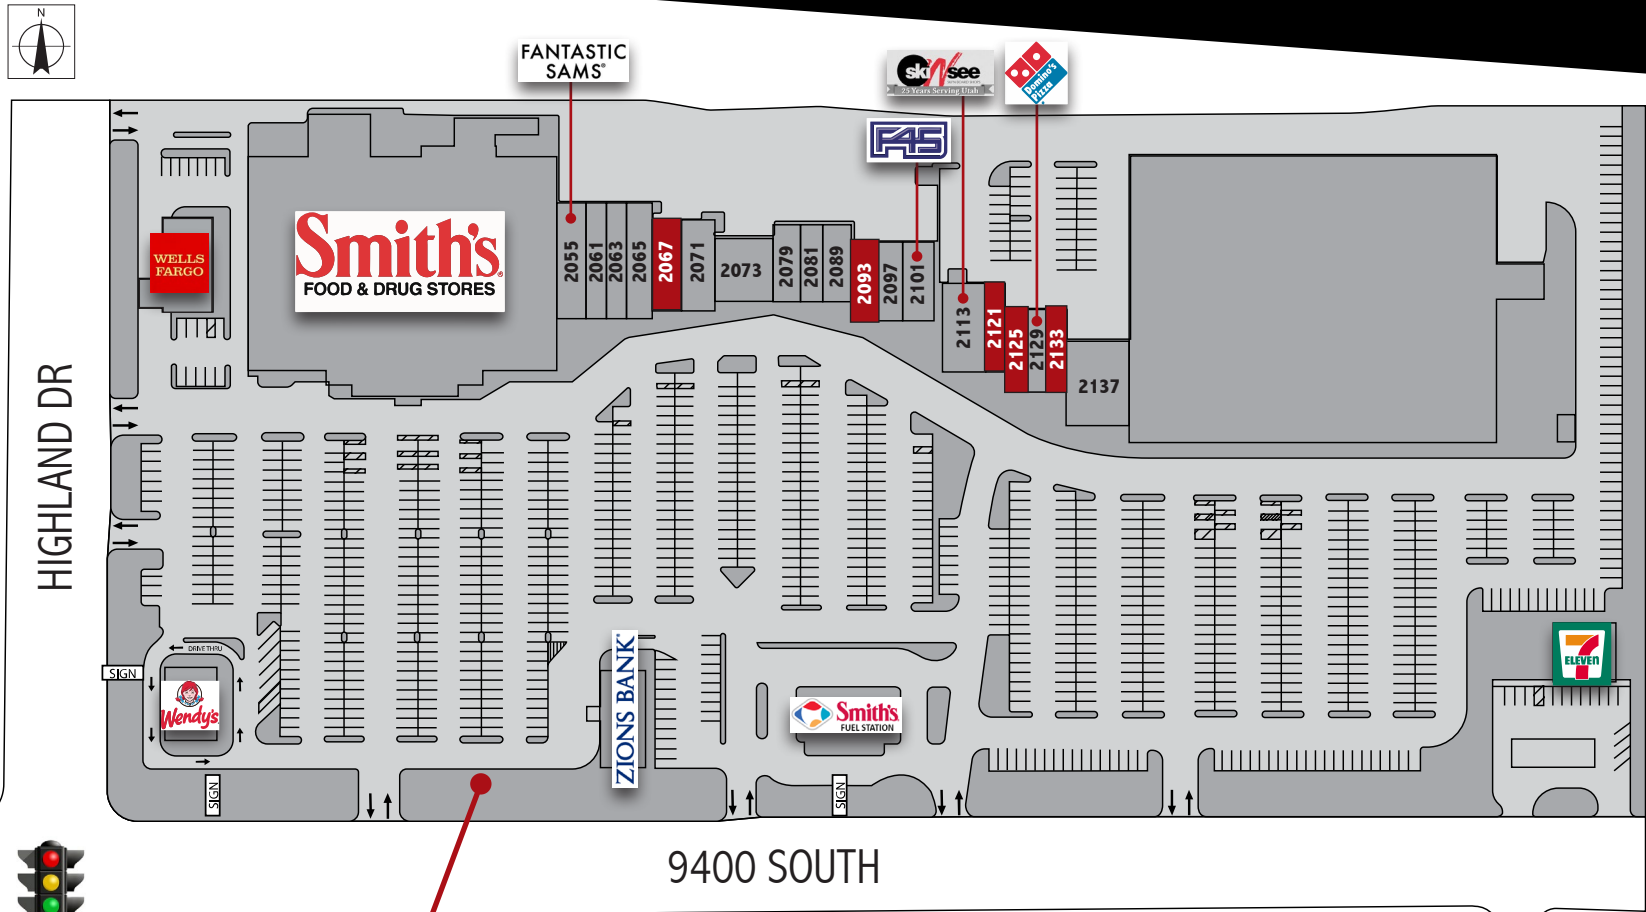 N
FANTASTIC
SAMS®
skiNsee
25 Years Serving Utah
Domino's
Pizza
F45
WELLS
FARGO
Smith's
FOOD & DRUG STORES
2055
2061
2063
2065
2067
2071
2073
2079
2081
2089
2093
2097
2101
2113
2121
2125
2129
2133
2137
HIGHLAND DR
DRIVE THRU
SIGN
Wendy's
SIGN
ZIONS BANK
Smith's
FUEL STATION
SIGN
7
ELEVEN
9400 SOUTH